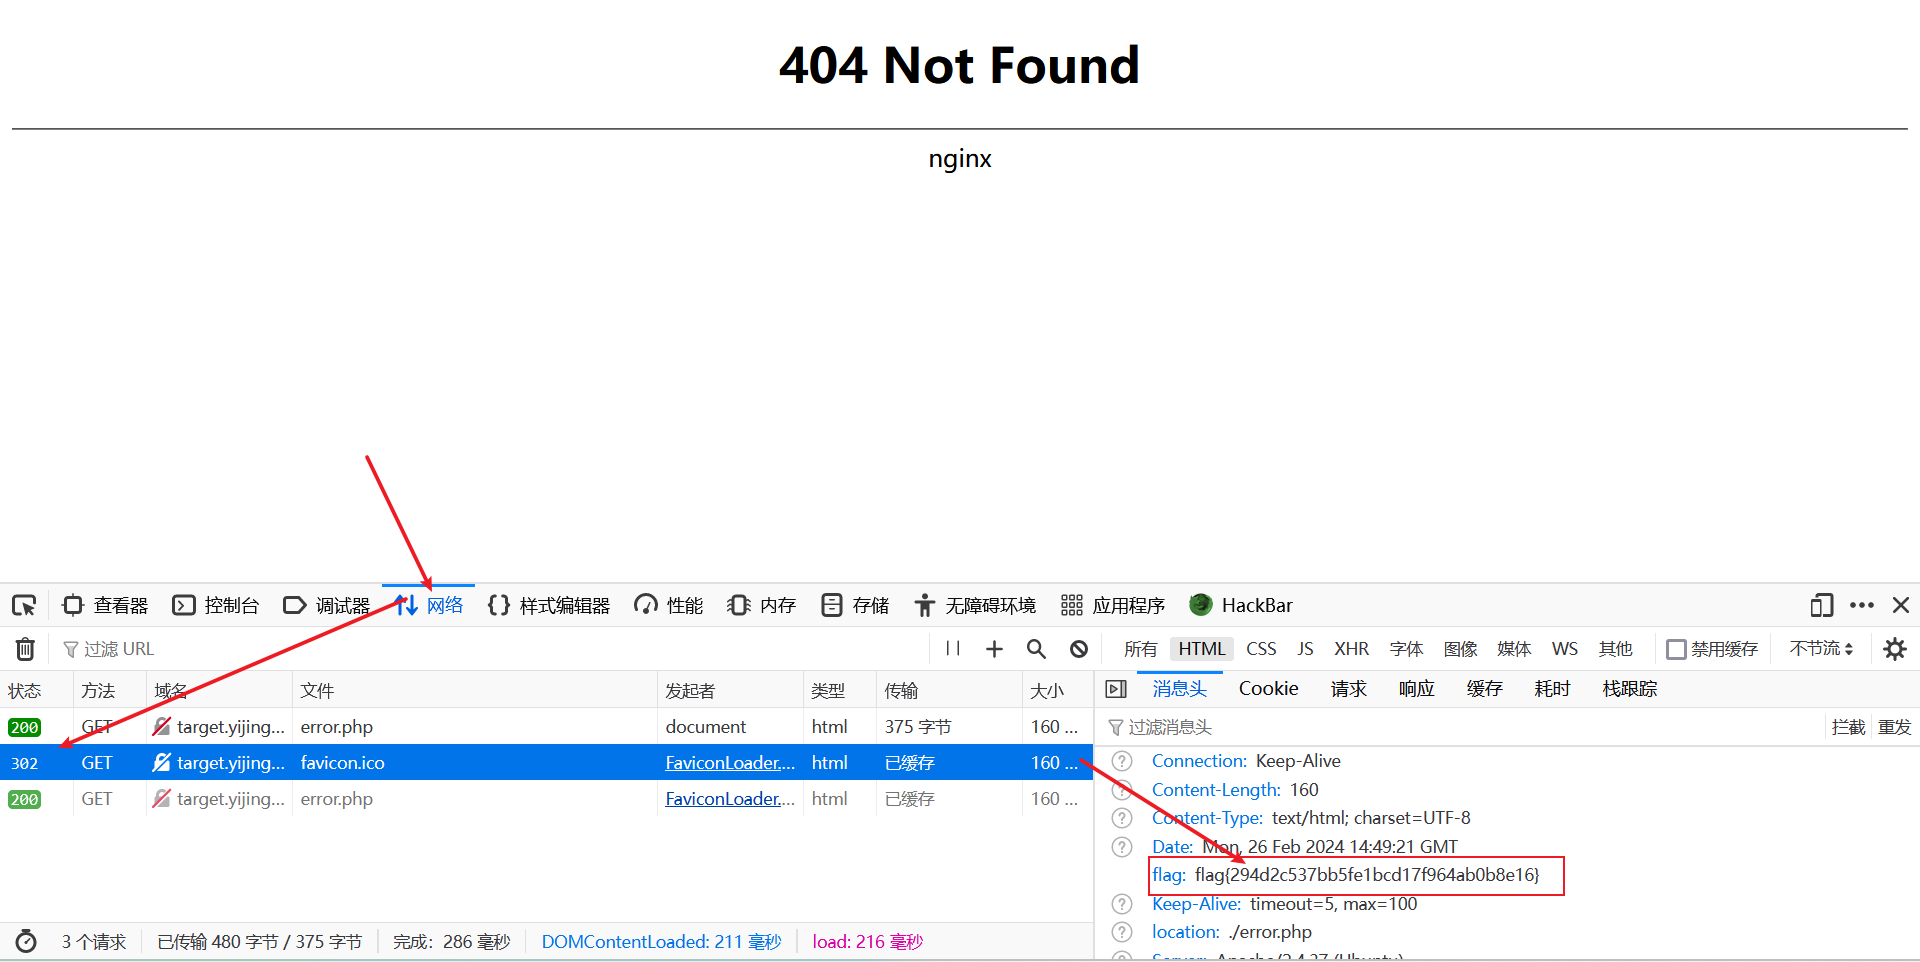 404 Not Found
nginx
查看器 控制台 调试器 网络 样式编辑器 性能 内存 存储 无障碍环境 应用程序 HackBar
过滤 URL 所有 HTML CSS JS XHR 字体 图像 媒体 WS 其他 禁用缓存 不节流
状态 方法 域名 文件 发起者 类型 传输 大小
200 GET target.yijing... error.php document html 375 字节 160 ...
302 GET target.yijing... favicon.ico FaviconLoader.... html 已缓存 160 ...
200 GET target.yijing... error.php FaviconLoader.... html 已缓存 160 ...
3 个请求 已传输 480 字节 / 375 字节 完成：286 毫秒 DOMContentLoaded: 211 毫秒 load: 216 毫秒
消息头 Cookie 请求 响应 缓存 耗时 栈跟踪
过滤消息头 拦截 重发
Connection: Keep-Alive
Content-Length: 160
Content-Type: text/html; charset=UTF-8
Date: Mon, 26 Feb 2024 14:49:21 GMT
flag: flag{294d2c537bb5fe1bcd17f964ab0b8e16}
Keep-Alive: timeout=5, max=100
location: ./error.php